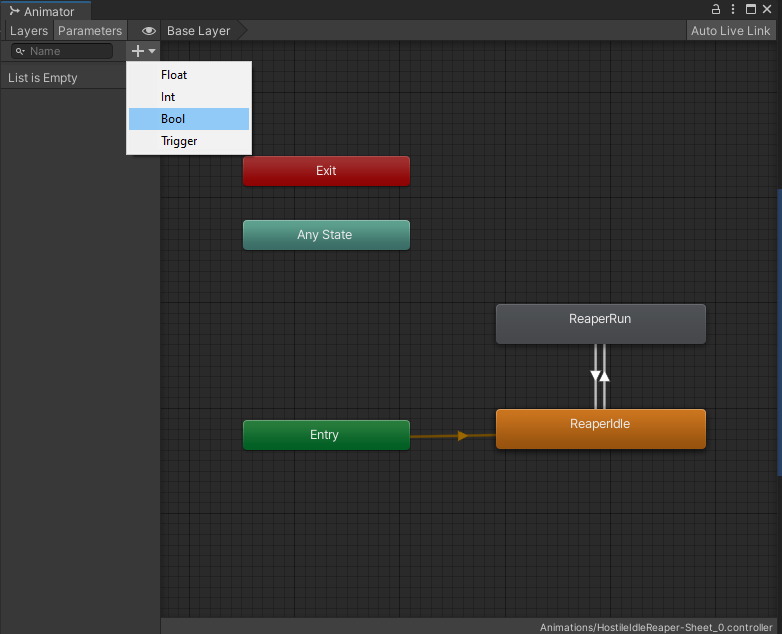 Animator
Layers Parameters Base Layer Auto Live Link
Name
List is Empty
Float
Int
Bool
Trigger
Exit
Any State
ReaperRun
ReaperIdle
Entry
Animations/HostileIdleReaper-Sheet_0.controller